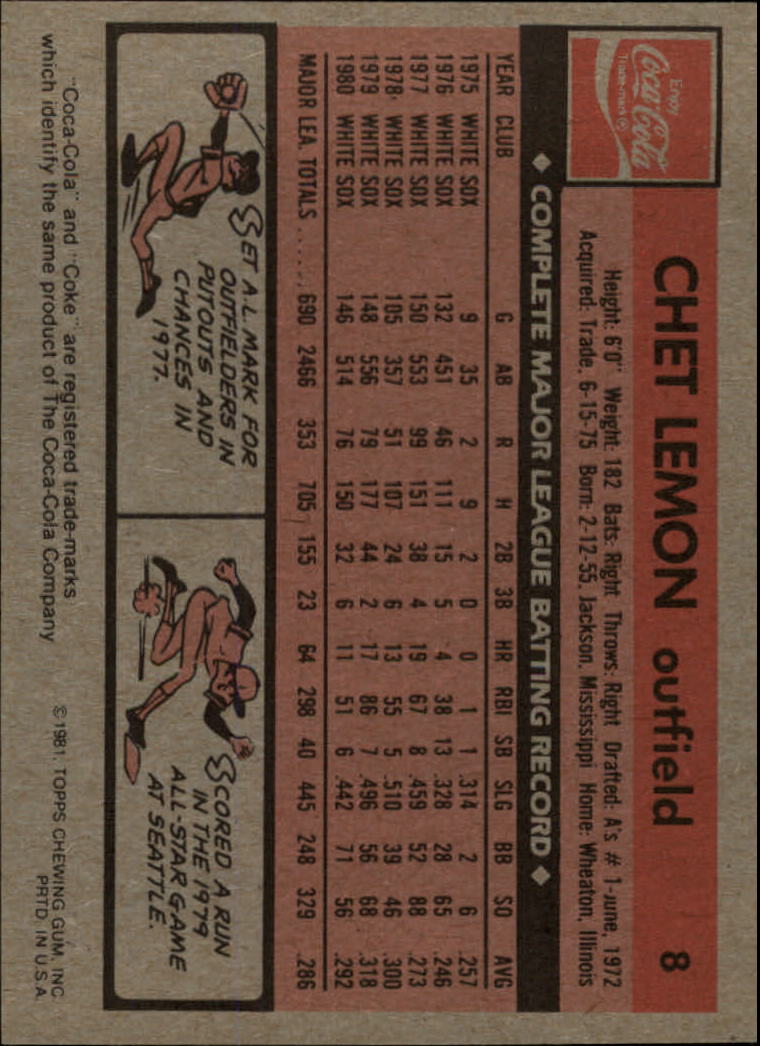 Enjoy
Coca-Cola
Trade-mark ®
CHET LEMON outfield 8
Height: 6'0" Weight: 182 Bats: Right Throws: Right Drafted: A's # 1-June, 1972
Acquired: Trade, 6-15-75 Born: 2-12-55, Jackson, Mississippi Home: Wheaton, Illinois
◆ COMPLETE MAJOR LEAGUE BATTING RECORD ◆
YEAR CLUB G AB R H 2B 3B HR RBI SB SLG BB SO AVG
1975 WHITE SOX 9 35 2 9 2 0 0 1 1 .314 2 6 .257
1976 WHITE SOX 132 451 46 111 15 5 4 38 13 .328 28 65 .246
1977 WHITE SOX 150 553 99 151 38 4 19 67 8 .459 52 88 .273
1978 WHITE SOX 105 357 51 107 24 6 13 55 5 .510 39 46 .300
1979 WHITE SOX 148 556 79 177 44 2 17 86 7 .496 56 68 .318
1980 WHITE SOX 146 514 76 150 32 6 11 51 6 .442 71 56 .292
MAJOR LEA. TOTALS ..... 690 2466 353 705 155 23 64 298 40 445 248 329 .286
SET A.L. MARK FOR
OUTFIELDERS IN
PUTOUTS AND
CHANCES IN
1977.
SCORED A RUN
IN THE 1979
ALL-STAR GAME
AT SEATTLE.
"Coca-Cola" and "Coke" are registered trade-marks
which identify the same product of The Coca-Cola Company
©1981, TOPPS CHEWING GUM, INC
PRTD. IN U.S.A.